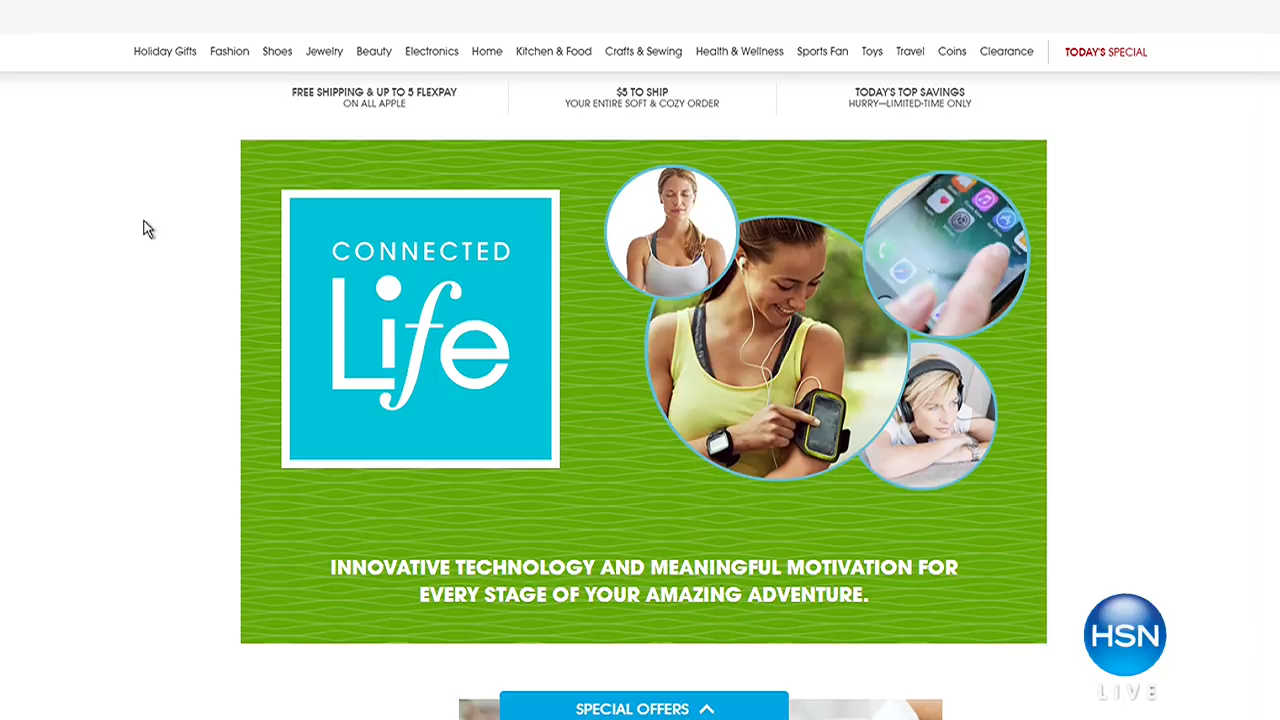 Holiday Gifts Fashion Shoes Jewelry Beauty Electronics Home Kitchen & Food Crafts & Sewing Health & Wellness Sports Fan Toys Travel Coins Clearance TODAY'S SPECIAL
FREE SHIPPING & UP TO 5 FLEXPAY
ON ALL APPLE
$5 TO SHIP
YOUR ENTIRE SOFT & COZY ORDER
TODAY'S TOP SAVINGS
HURRY—LIMITED-TIME ONLY
CONNECTED
Life
INNOVATIVE TECHNOLOGY AND MEANINGFUL MOTIVATION FOR
EVERY STAGE OF YOUR AMAZING ADVENTURE.
HSN
LIVE
SPECIAL OFFERS